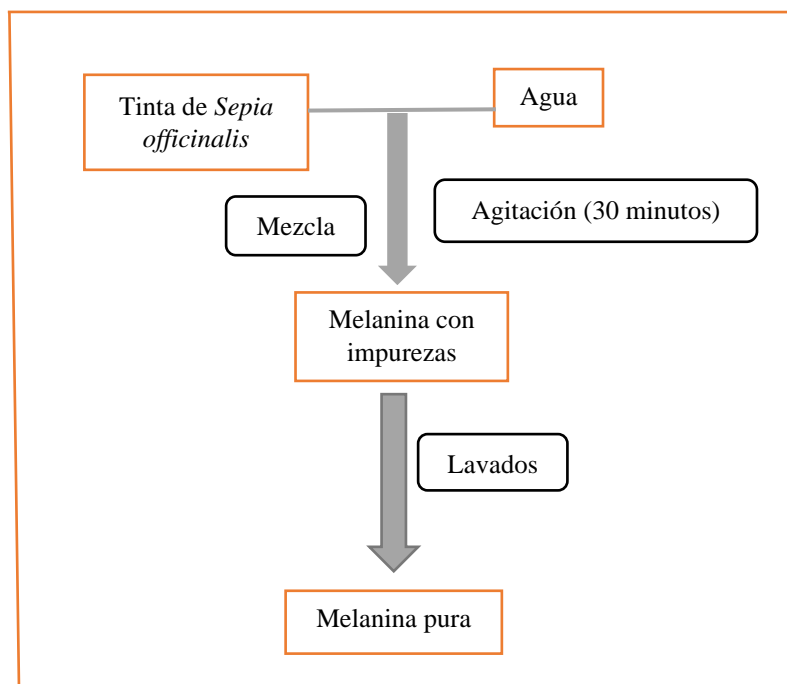 Tinta de Sepia
officinalis
Agua
Mezcla
Agitación (30 minutos)
Melanina con
impurezas
Lavados
Melanina pura